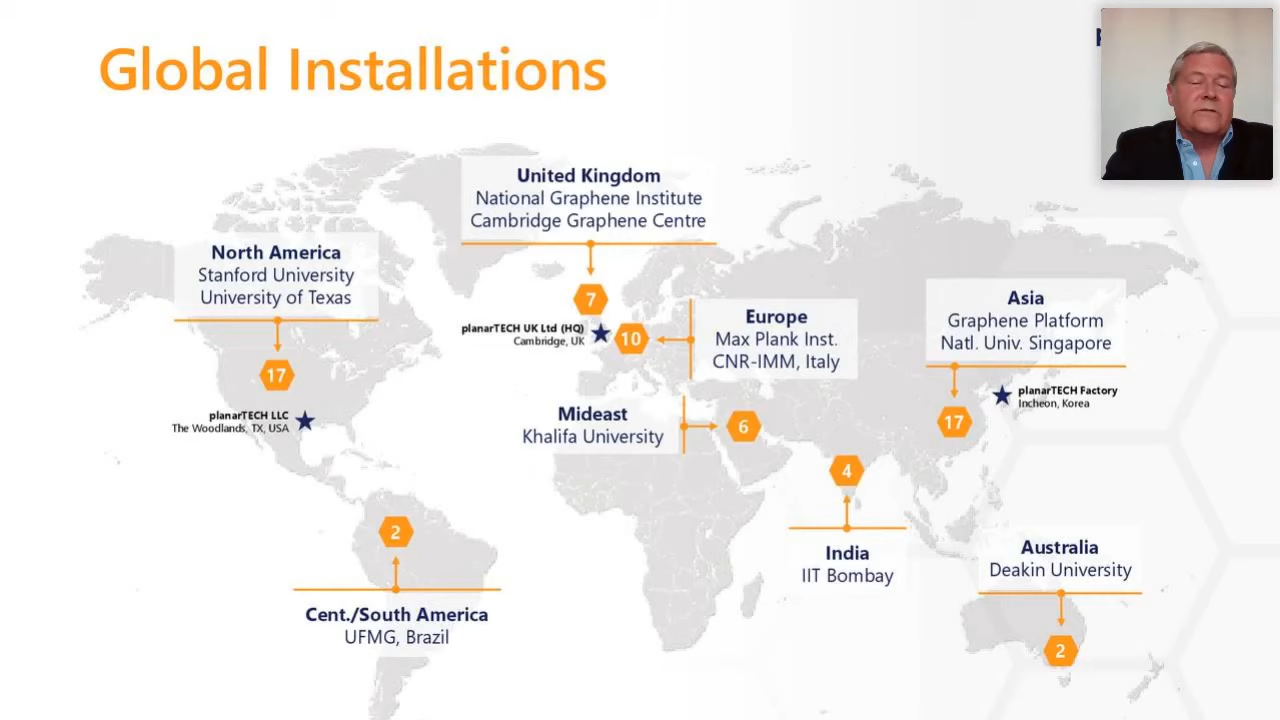 Global Installations
United Kingdom
National Graphene Institute
Cambridge Graphene Centre
North America
Stanford University
University of Texas
7
planarTECH UK Ltd (HQ)
Cambridge, UK
10
Europe
Max Plank Inst.
CNR-IMM, Italy
Asia
Graphene Platform
Natl. Univ. Singapore
17
planarTECH LLC
The Woodlands, TX, USA
Mideast
Khalifa University
6
planarTECH Factory
Incheon, Korea
17
4
India
IIT Bombay
2
Cent./South America
UFMG, Brazil
Australia
Deakin University
2